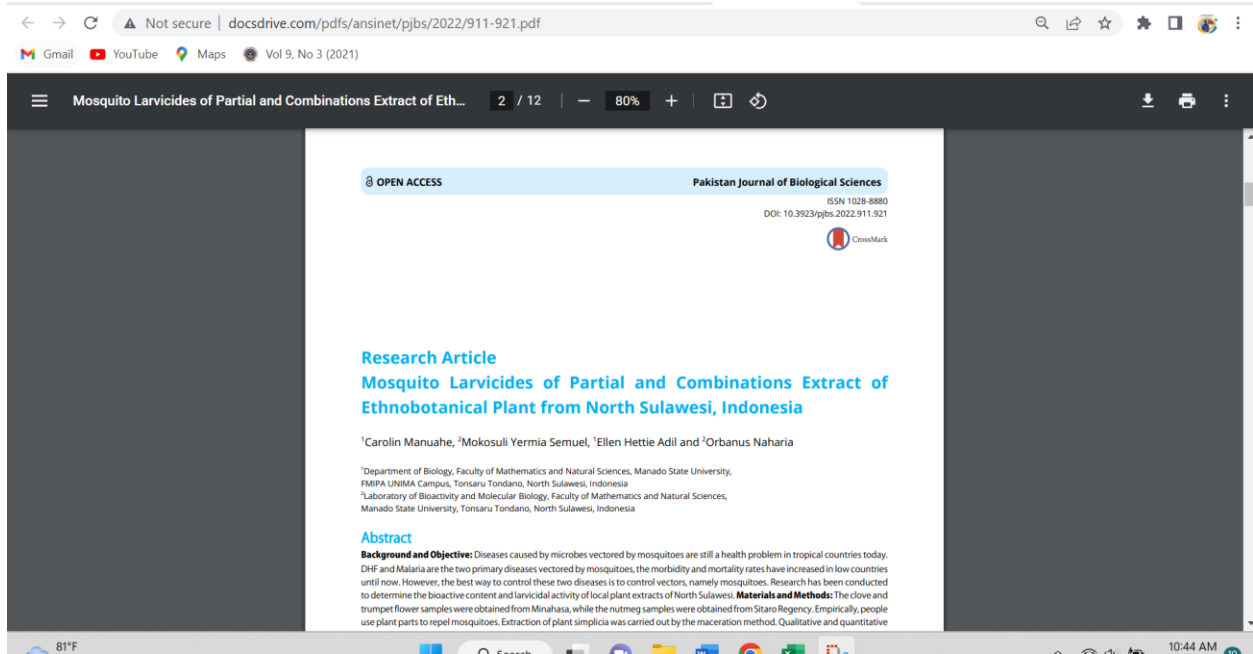 Not secure | docsdrive.com/pdfs/ansinet/pjbs/2022/911-921.pdf
Gmail YouTube Maps Vol 9, No 3 (2021)
Mosquito Larvicides of Partial and Combinations Extract of Eth... 2 / 12 | − 80% +
OPEN ACCESS Pakistan Journal of Biological Sciences
ISSN 1028-8880
DOI: 10.3923/pjbs.2022.911.921
CrossMark
Research Article
Mosquito Larvicides of Partial and Combinations Extract of
Ethnobotanical Plant from North Sulawesi, Indonesia
¹Carolin Manuahe, ²Mokosuli Yermia Semuel, ¹Ellen Hettie Adil and ²Orbanus Naharia
¹Department of Biology, Faculty of Mathematics and Natural Sciences, Manado State University,
FMIPA UNIMA Campus, Tonsaru Tondano, North Sulawesi, Indonesia
²Laboratory of Bioactivity and Molecular Biology, Faculty of Mathematics and Natural Sciences,
Manado State University, Tonsaru Tondano, North Sulawesi, Indonesia
Abstract
Background and Objective: Diseases caused by microbes vectored by mosquitoes are still a health problem in tropical countries today.
DHF and Malaria are the two primary diseases vectored by mosquitoes, the morbidity and mortality rates have increased in low countries
until now. However, the best way to control these two diseases is to control vectors, namely mosquitoes. Research has been conducted
to determine the bioactive content and larvicidal activity of local plant extracts of North Sulawesi. Materials and Methods: The clove and
trumpet flower samples were obtained from Minahasa, while the nutmeg samples were obtained from Sitaro Regency. Empirically, people
use plant parts to repel mosquitoes. Extraction of plant simplicia was carried out by the maceration method. Qualitative and quantitative
81°F
Search
10:44 AM